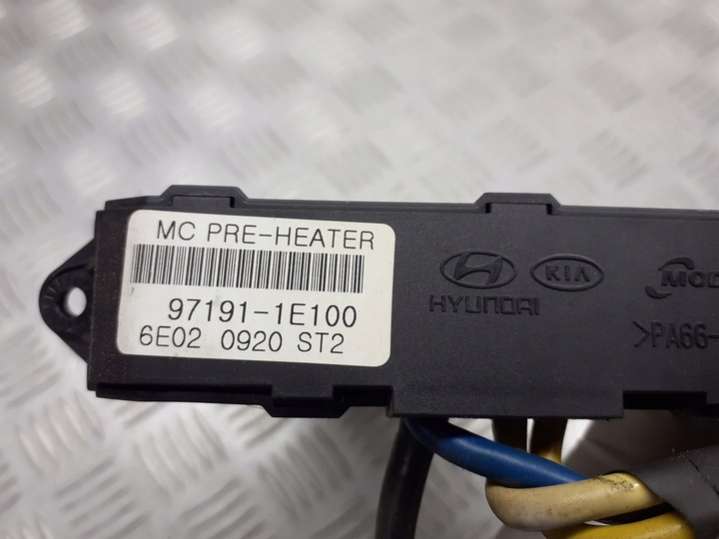 MC PRE-HEATER
97191-1E100
6E02 0920 ST2
KIA
HYUNDAI
>PA66-